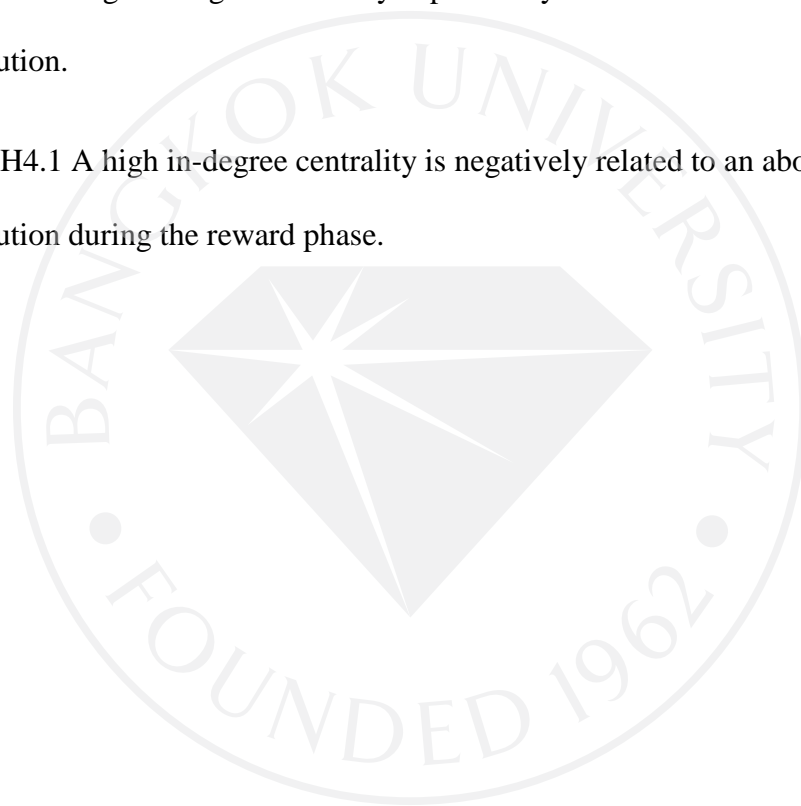 ution.
H4.1 A high in-degree centrality is negatively related to an abo
ution during the reward phase.
BANGKOK UNIVERSITY
• FOUNDED 1962 •